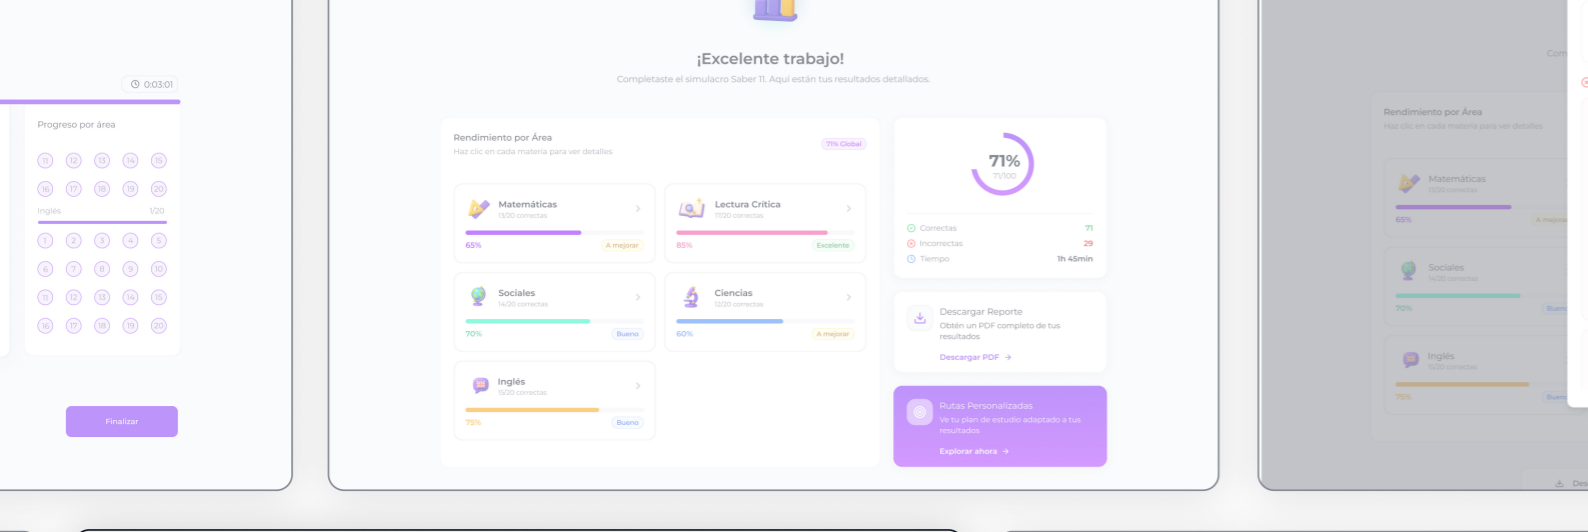 0:03:01
Progreso por área
11 12 13 14 15
16 17 18 19 20
Inglés 1/20
1 2 3 4 5
6 7 8 9 10
11 12 13 14 15
16 17 18 19 20
Finalizar
¡Excelente trabajo!
Completaste el simulacro Saber 11. Aquí están tus resultados detallados.
Rendimiento por Área
Haz clic en cada materia para ver detalles
71% Global
Matemáticas
13/20 correctas
65% A mejorar
Lectura Crítica
17/20 correctas
85% Excelente
Sociales
14/20 correctas
70% Bueno
Ciencias
12/20 correctas
60% A mejorar
Inglés
15/20 correctas
75% Bueno
71%
71/100
Correctas 71
Incorrectas 29
Tiempo 1h 45min
Descargar Reporte
Obtén un PDF completo de tus
resultados
Descargar PDF
Rutas Personalizadas
Ve tu plan de estudio adaptado a tus
resultados
Explorar ahora
Com
Rendimiento por Área
Haz clic en cada materia para ver detalles
Matemáticas
13/20 correctas
65% A mejorar
Sociales
14/20 correctas
70% Bueno
Inglés
15/20 correctas
75% Bueno
Des